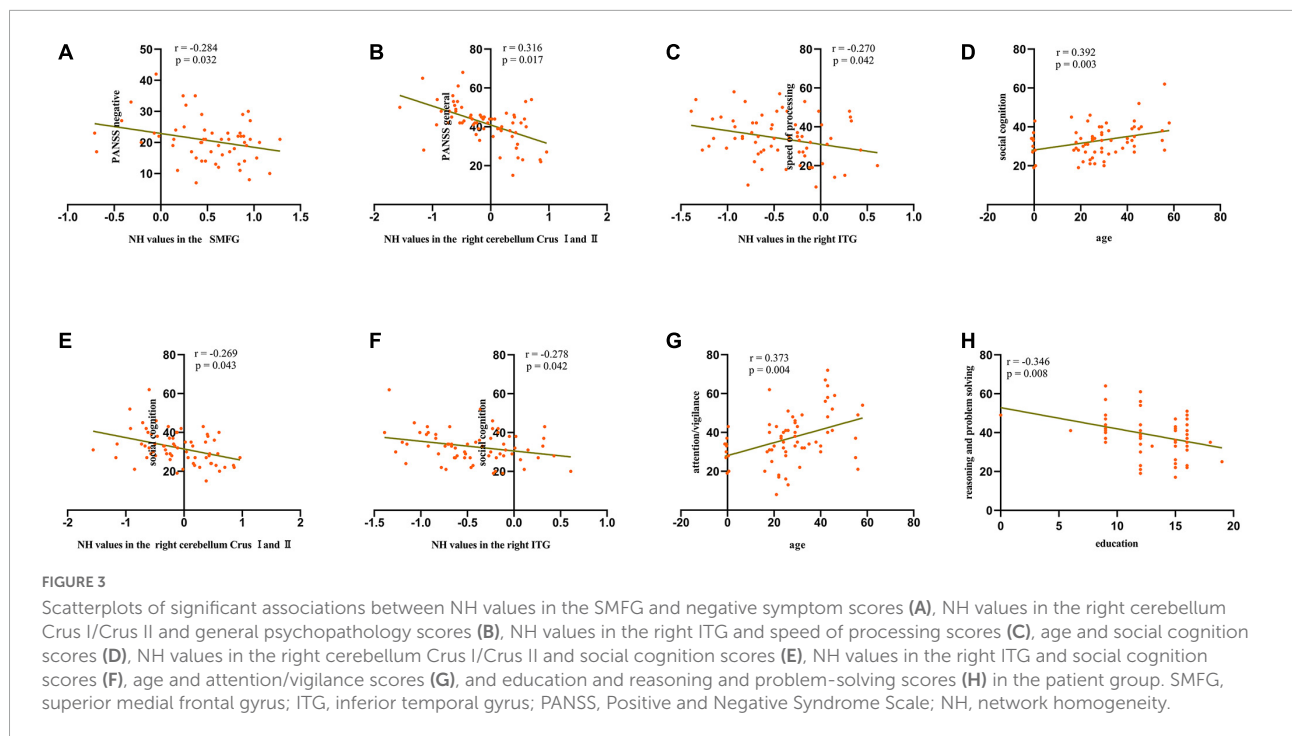 A
r = -0.284
p = 0.032
50
40
30
20
10
PANSS negative
-1.0 -0.5 0.0 0.5 1.0 1.5
NH values in the SMFG
B
r = 0.316
p = 0.017
80
60
40
20
PANSS general
-2 -1 0 1 2
NH values in the right cerebellum Crus Ⅰ and Ⅱ
C
r = -0.270
p = 0.042
80
60
40
20
speed of processing
-1.5 -1.0 -0.5 0.0 0.5 1.0
NH values in the right ITG
D
r = 0.392
p = 0.003
80
60
40
20
social cognition
-20 0 20 40 60 80
age
E
r = -0.269
p = 0.043
80
60
40
20
social cognition
-2 -1 0 1 2
NH values in the right cerebellum Crus Ⅰ and Ⅱ
F
r = -0.278
p = 0.042
80
60
40
20
social cognition
-1.5 -1.0 -0.5 0.0 0.5 1.0
NH values in the right ITG
G
r = 0.373
p = 0.004
80
60
40
20
attention/vigilance
-20 0 20 40 60 80
age
H
r = -0.346
p = 0.008
80
60
40
20
0
reasoning and problem solving
0 5 10 15 20
education
FIGURE 3
Scatterplots of significant associations between NH values in the SMFG and negative symptom scores (A), NH values in the right cerebellum
Crus I/Crus II and general psychopathology scores (B), NH values in the right ITG and speed of processing scores (C), age and social cognition
scores (D), NH values in the right cerebellum Crus I/Crus II and social cognition scores (E), NH values in the right ITG and social cognition
scores (F), age and attention/vigilance scores (G), and education and reasoning and problem-solving scores (H) in the patient group. SMFG,
superior medial frontal gyrus; ITG, inferior temporal gyrus; PANSS, Positive and Negative Syndrome Scale; NH, network homogeneity.